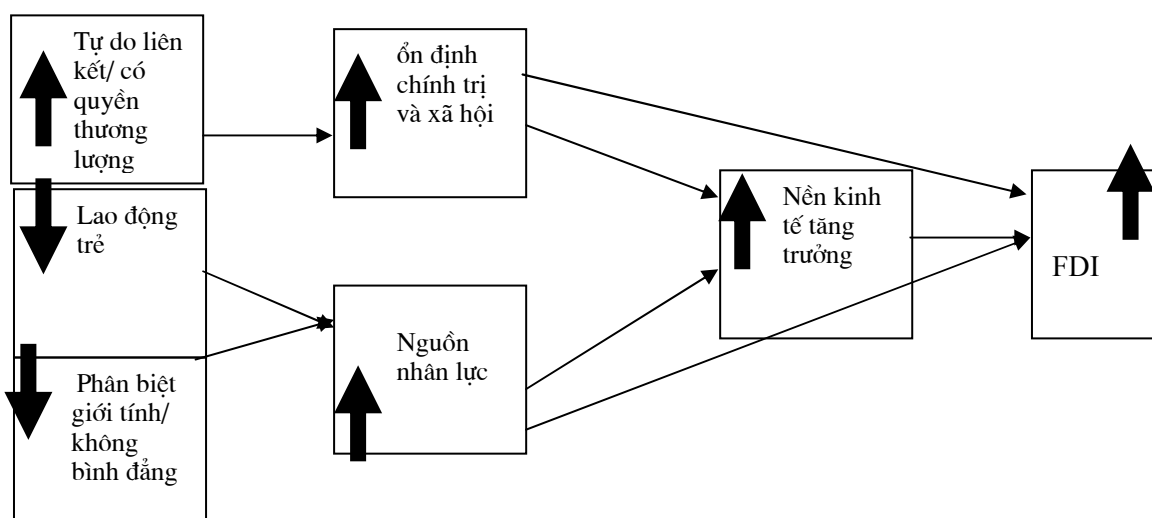 Tự do liên
kết/ có
quyền
thương
lượng
ổn định
chính trị
và xã hội
Lao động
trẻ
Nền kinh
tế tăng
trưởng
FDI
Nguồn
nhân lực
Phân biệt
giới tính/
không
bình đẳng